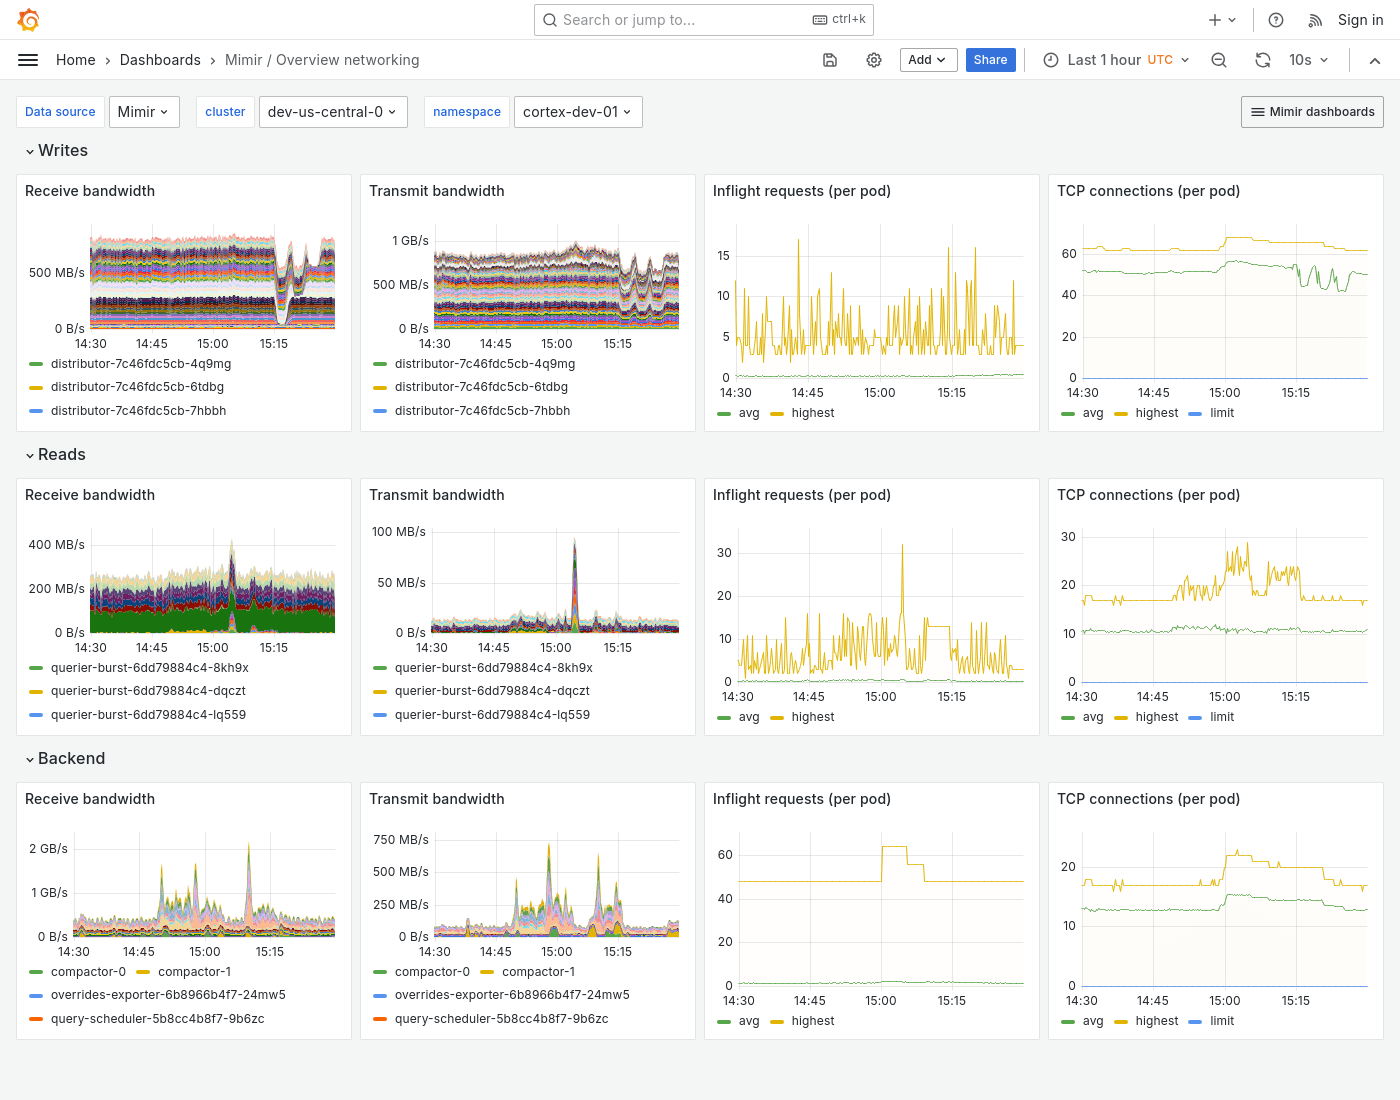 Search or jump to...
ctrl+k
Sign in
Home
Dashboards
Mimir / Overview networking
Add
Share
Last 1 hour UTC
10s
Data source
Mimir
cluster
dev-us-central-0
namespace
cortex-dev-01
Mimir dashboards
Writes
Receive bandwidth
500 MB/s
0 B/s
14:30 14:45 15:00 15:15
distributor-7c46fdc5cb-4q9mg
distributor-7c46fdc5cb-6tdbg
distributor-7c46fdc5cb-7hbbh
Transmit bandwidth
1 GB/s
500 MB/s
0 B/s
14:30 14:45 15:00 15:15
distributor-7c46fdc5cb-4q9mg
distributor-7c46fdc5cb-6tdbg
distributor-7c46fdc5cb-7hbbh
Inflight requests (per pod)
15
10
5
0
14:30 14:45 15:00 15:15
avg highest
TCP connections (per pod)
60
40
20
0
14:30 14:45 15:00 15:15
avg highest limit
Reads
Receive bandwidth
400 MB/s
200 MB/s
0 B/s
14:30 14:45 15:00 15:15
querier-burst-6dd79884c4-8kh9x
querier-burst-6dd79884c4-dqczt
querier-burst-6dd79884c4-lq559
Transmit bandwidth
100 MB/s
50 MB/s
0 B/s
14:30 14:45 15:00 15:15
querier-burst-6dd79884c4-8kh9x
querier-burst-6dd79884c4-dqczt
querier-burst-6dd79884c4-lq559
Inflight requests (per pod)
30
20
10
0
14:30 14:45 15:00 15:15
avg highest
TCP connections (per pod)
30
20
10
0
14:30 14:45 15:00 15:15
avg highest limit
Backend
Receive bandwidth
2 GB/s
1 GB/s
0 B/s
14:30 14:45 15:00 15:15
compactor-0 compactor-1
overrides-exporter-6b8966b4f7-24mw5
query-scheduler-5b8cc4b8f7-9b6zc
Transmit bandwidth
750 MB/s
500 MB/s
250 MB/s
0 B/s
14:30 14:45 15:00 15:15
compactor-0 compactor-1
overrides-exporter-6b8966b4f7-24mw5
query-scheduler-5b8cc4b8f7-9b6zc
Inflight requests (per pod)
60
40
20
0
14:30 14:45 15:00 15:15
avg highest
TCP connections (per pod)
20
10
0
14:30 14:45 15:00 15:15
avg highest limit